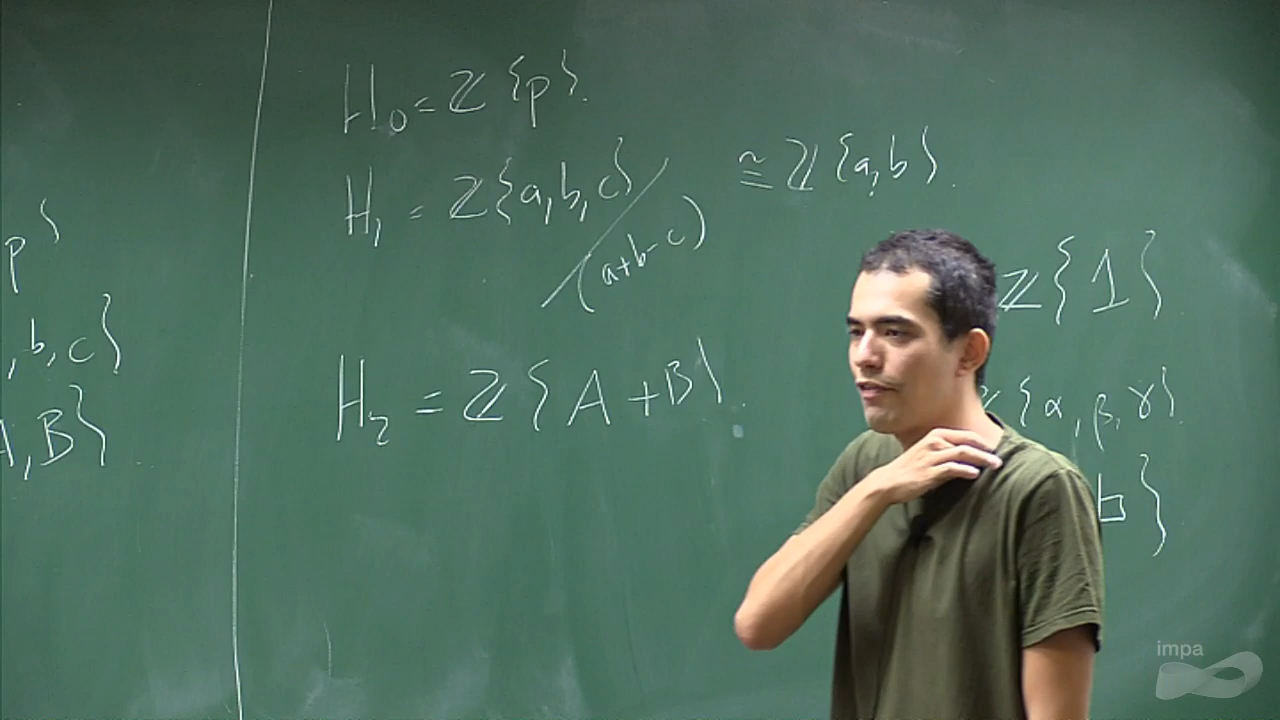 p}
, b, c}
A, B}
H₀ = ℤ {p}.
H₁ = ℤ{a, b, c} / (a+b-c) ≅ ℤ {a, b}.
H₂ = ℤ { A + B }.
ℤ { 1 }
ℤ {α, β, γ}.
b }
impa